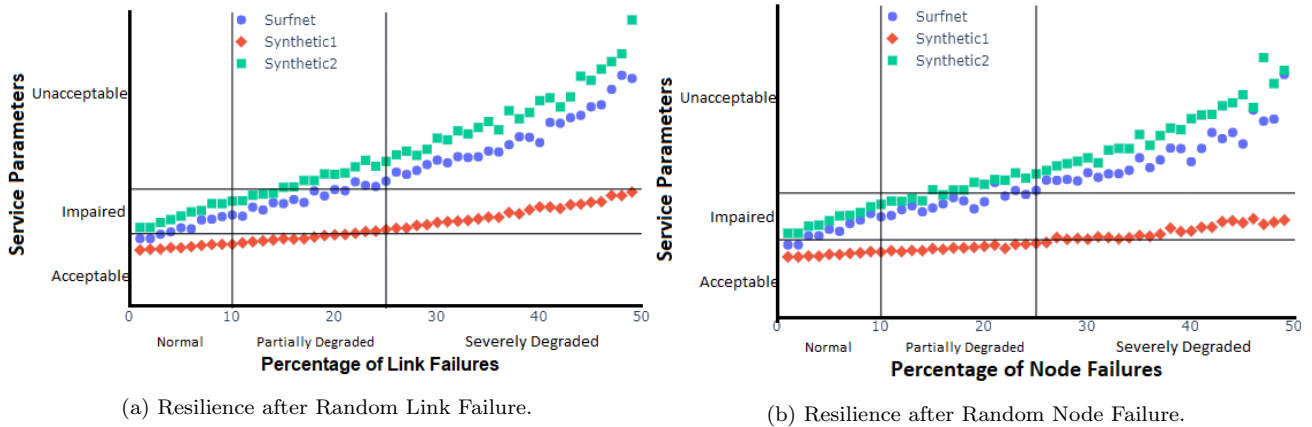 Surfnet
Synthetic1
Synthetic2
Service Parameters
Unacceptable
Impaired
Acceptable
0 10 20 30 40 50
Normal Partially Degraded Severely Degraded
Percentage of Link Failures
(a) Resilience after Random Link Failure.
Surfnet
Synthetic1
Synthetic2
Service Parameters
Unacceptable
Impaired
Acceptable
0 10 20 30 40 50
Normal Partially Degraded Severely Degraded
Percentage of Node Failures
(b) Resilience after Random Node Failure.